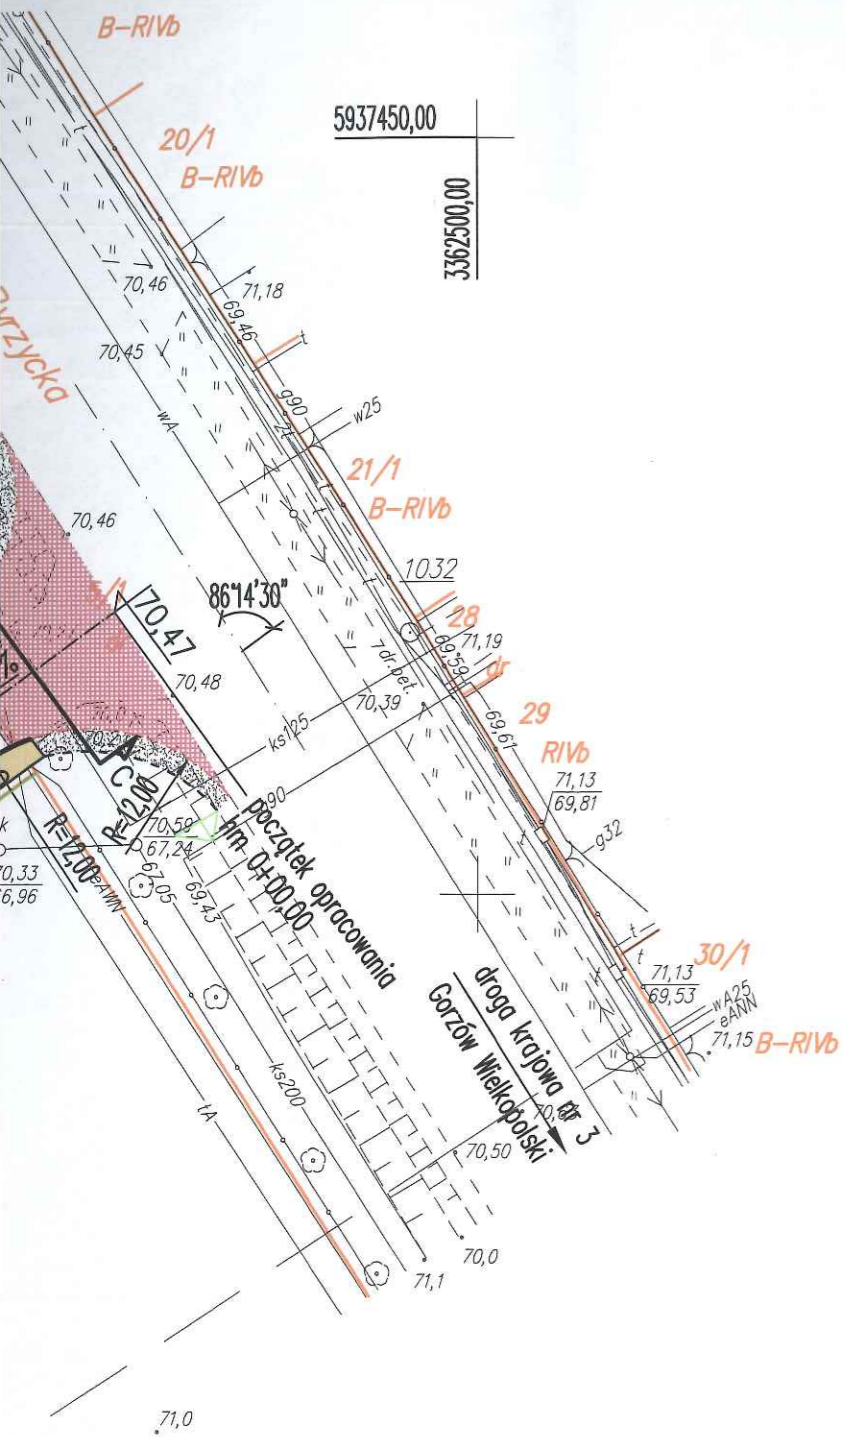 B-RIVb
20/1
B-RIVb
5937450,00
3362500,00
70,46
71,18
69,46
t
70,45
wA
g90
2t
w25
21/1
B-RIVb
70,46
1032
86°14'30"
28
70,47
71,19
69,59
dr
7dr.bet.
70,48
70,39
69,61
29
RIVb
ks125
71,13
69,81
g32
C
R=12,00
R=12,00
70,59
67,24
67,05
69,43
eAWN
k
70,33
początek opracowania
hm 0+00,00
30/1
71,13
69,53
wA25
eANN
71,15
B-RIVb
droga krajowa nr 3
Gorzów Wielkopolski
ks200
tA
70,50
70,0
71,1
71,0